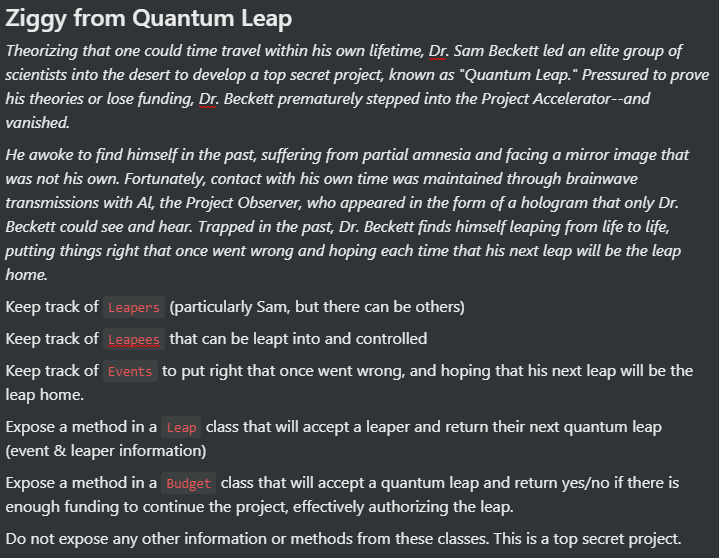 Ziggy from Quantum Leap
Theorizing that one could time travel within his own lifetime, Dr. Sam Beckett led an elite group of
scientists into the desert to develop a top secret project, known as "Quantum Leap." Pressured to prove
his theories or lose funding, Dr. Beckett prematurely stepped into the Project Accelerator--and
vanished.
He awoke to find himself in the past, suffering from partial amnesia and facing a mirror image that
was not his own. Fortunately, contact with his own time was maintained through brainwave
transmissions with Al, the Project Observer, who appeared in the form of a hologram that only Dr.
Beckett could see and hear. Trapped in the past, Dr. Beckett finds himself leaping from life to life,
putting things right that once went wrong and hoping each time that his next leap will be the leap
home.
Keep track of Leapers (particularly Sam, but there can be others)
Keep track of Leapees that can be leapt into and controlled
Keep track of Events to put right that once went wrong, and hoping that his next leap will be the
leap home.
Expose a method in a Leap class that will accept a leaper and return their next quantum leap
(event & leaper information)
Expose a method in a Budget class that will accept a quantum leap and return yes/no if there is
enough funding to continue the project, effectively authorizing the leap.
Do not expose any other information or methods from these classes. This is a top secret project.